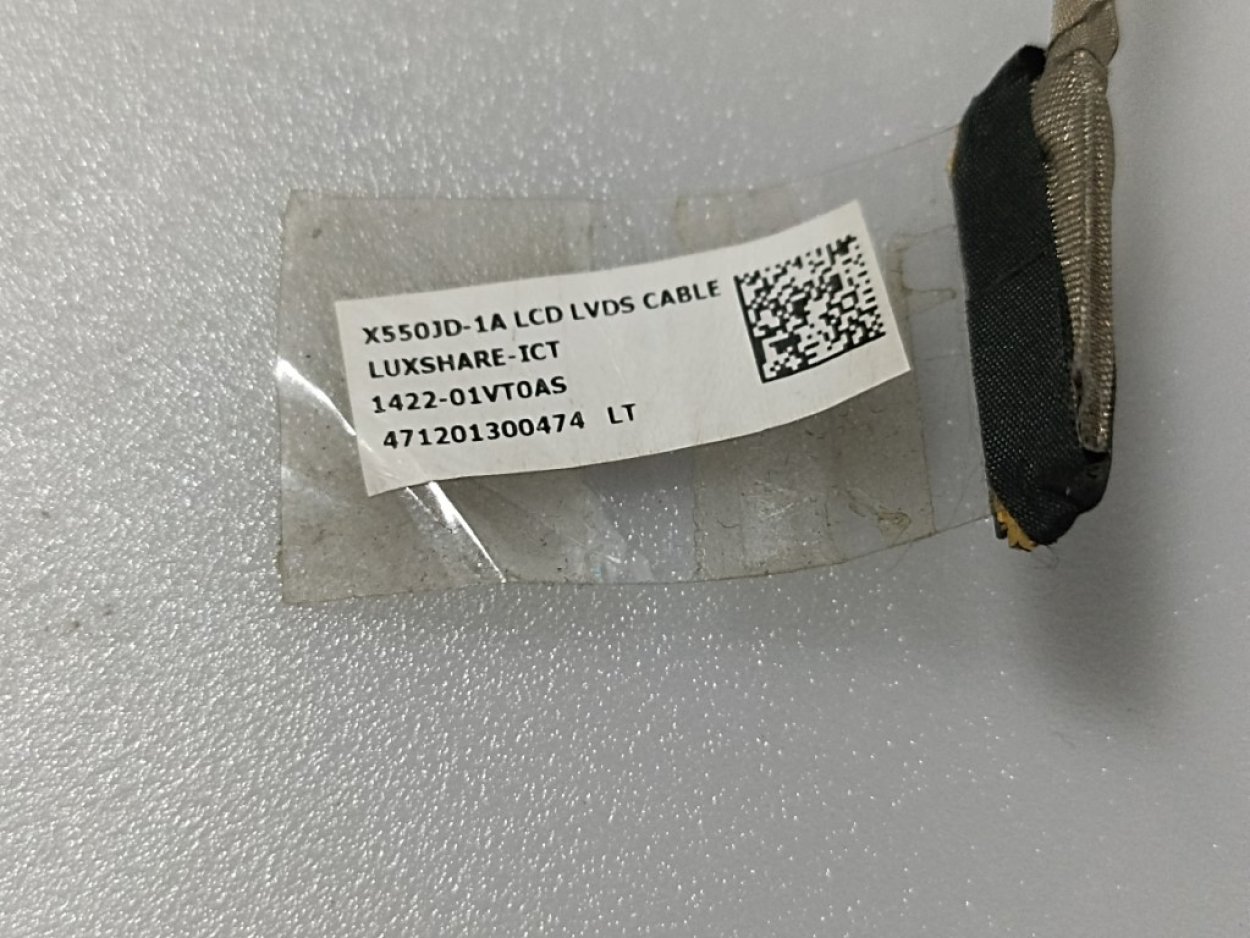 X550JD-1A LCD LVDS CABLE
LUXSHARE-ICT
1422-01VT0AS
471201300474 LT